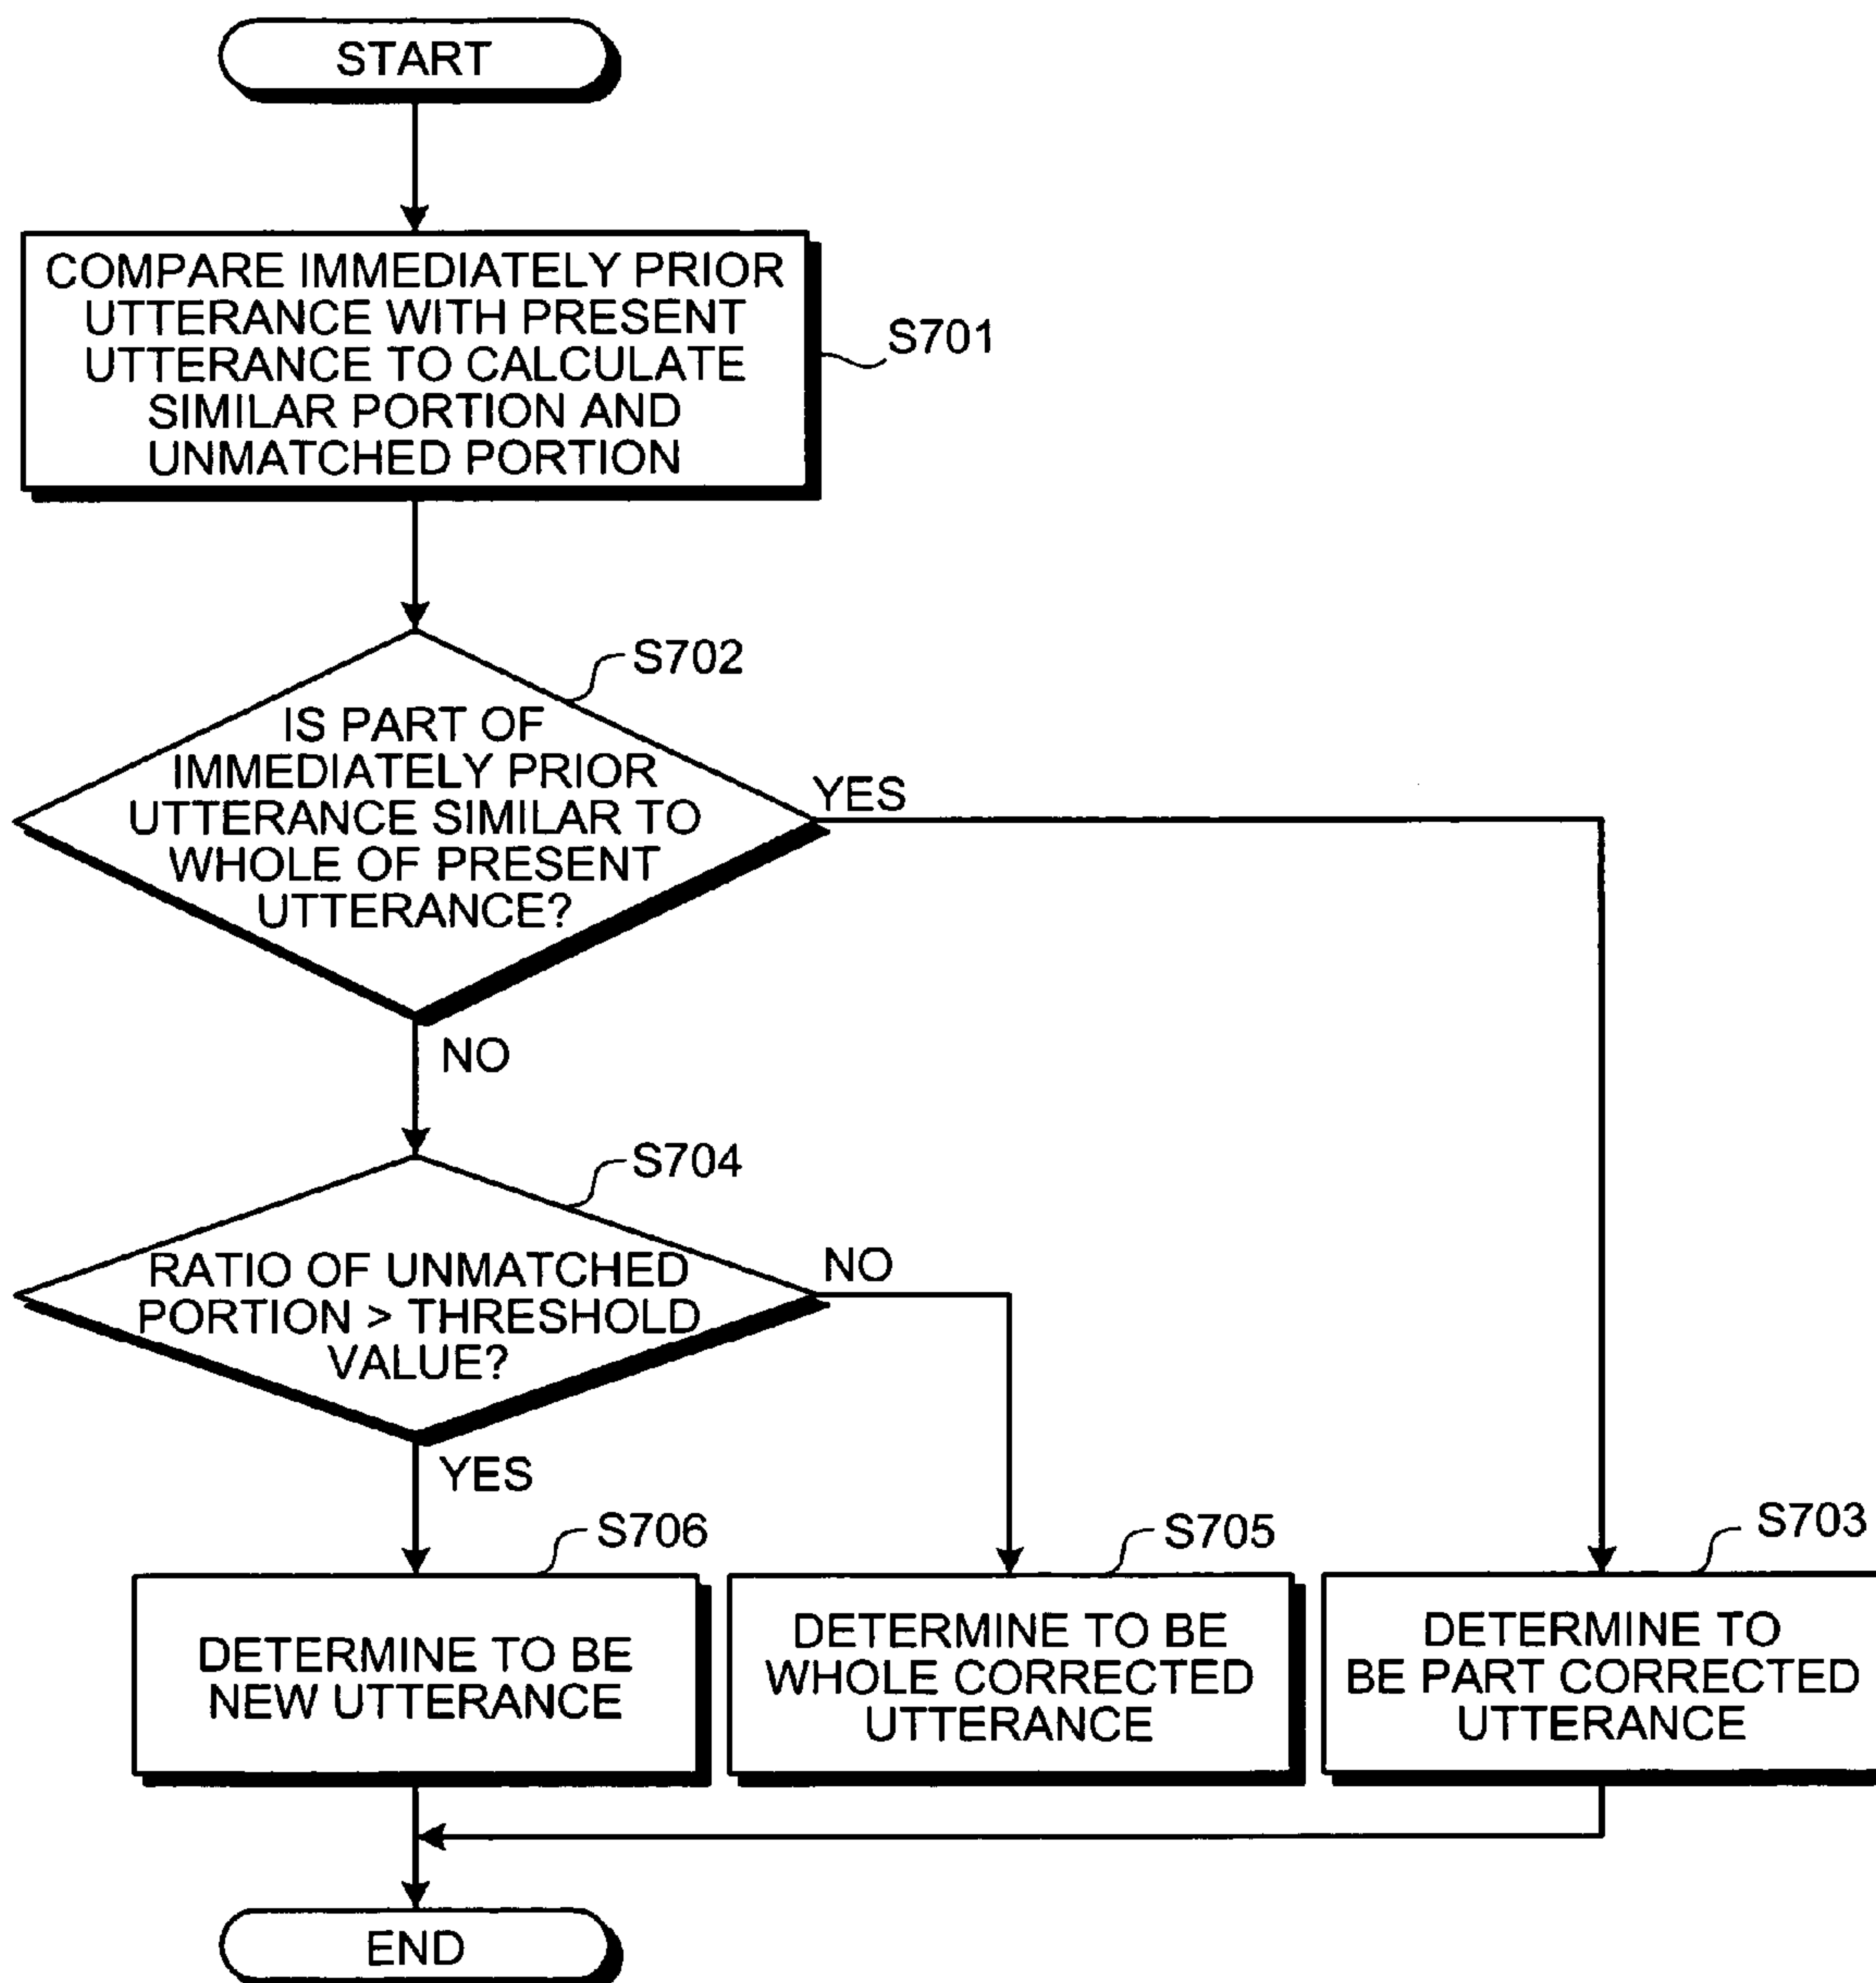 START
COMPARE IMMEDIATELY PRIOR
UTTERANCE WITH PRESENT
UTTERANCE TO CALCULATE
SIMILAR PORTION AND
UNMATCHED PORTION
S701
S702
IS PART OF
IMMEDIATELY PRIOR
UTTERANCE SIMILAR TO
WHOLE OF PRESENT
UTTERANCE?
YES
NO
S704
RATIO OF UNMATCHED
PORTION > THRESHOLD
VALUE?
NO
YES
S706
DETERMINE TO BE
NEW UTTERANCE
S705
DETERMINE TO BE
WHOLE CORRECTED
UTTERANCE
S703
DETERMINE TO
BE PART CORRECTED
UTTERANCE
END